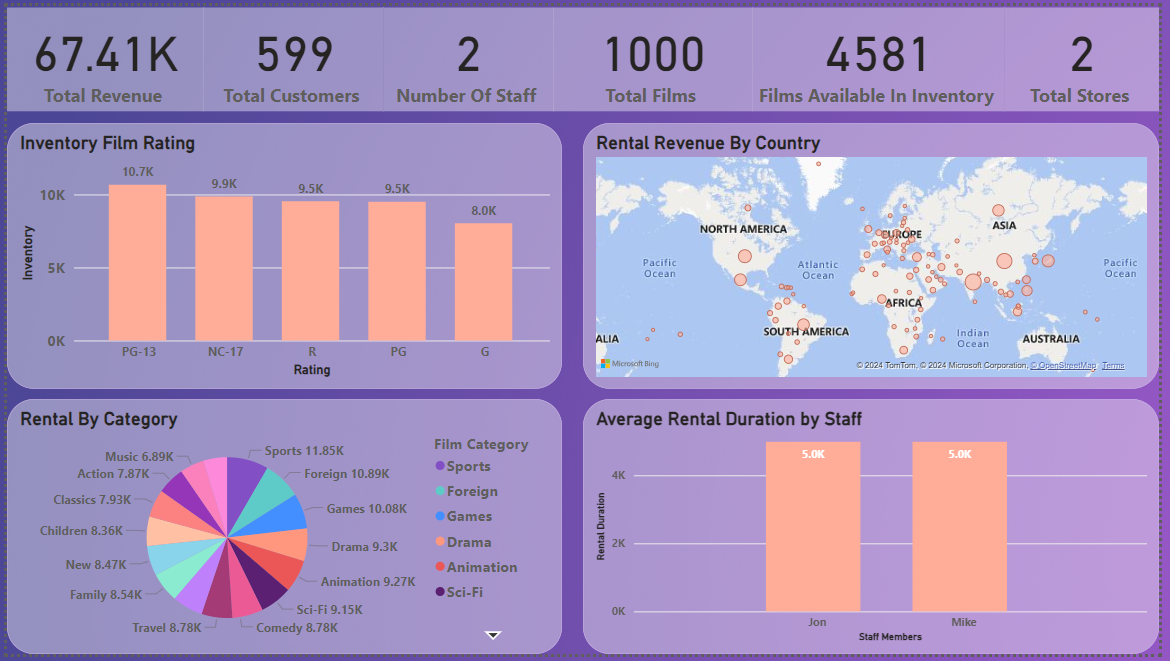 67.41K
Total Revenue
599
Total Customers
2
Number Of Staff
1000
Total Films
4581
Films Available In Inventory
2
Total Stores
Inventory Film Rating
Inventory
10K
5K
0K
10.7K
9.9K
9.5K
9.5K
8.0K
PG-13
NC-17
R
PG
G
Rating
Rental Revenue By Country
NORTH AMERICA
EUROPE
ASIA
Pacific
Ocean
Atlantic
Ocean
Pacific
Ocean
AFRICA
SOUTH AMERICA
Indian
Ocean
ALIA
AUSTRALIA
Microsoft Bing
© 2024 TomTom, © 2024 Microsoft Corporation, © OpenStreetMap Terms
Rental By Category
Sports 11.85K
Foreign 10.89K
Games 10.08K
Drama 9.3K
Animation 9.27K
Sci-Fi 9.15K
Comedy 8.78K
Travel 8.78K
Family 8.54K
New 8.47K
Children 8.36K
Classics 7.93K
Action 7.87K
Music 6.89K
Film Category
Sports
Foreign
Games
Drama
Animation
Sci-Fi
Average Rental Duration by Staff
Rental Duration
4K
2K
0K
5.0K
5.0K
Jon
Mike
Staff Members